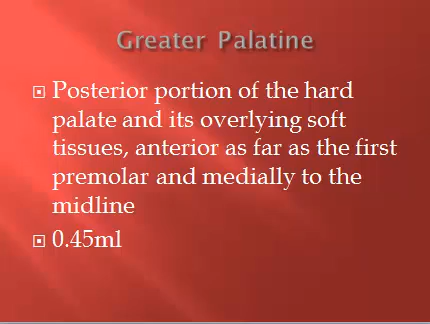 Greater Palatine
Posterior portion of the hard
palate and its overlying soft
tissues, anterior as far as the first
premolar and medially to the
midline
0.45ml